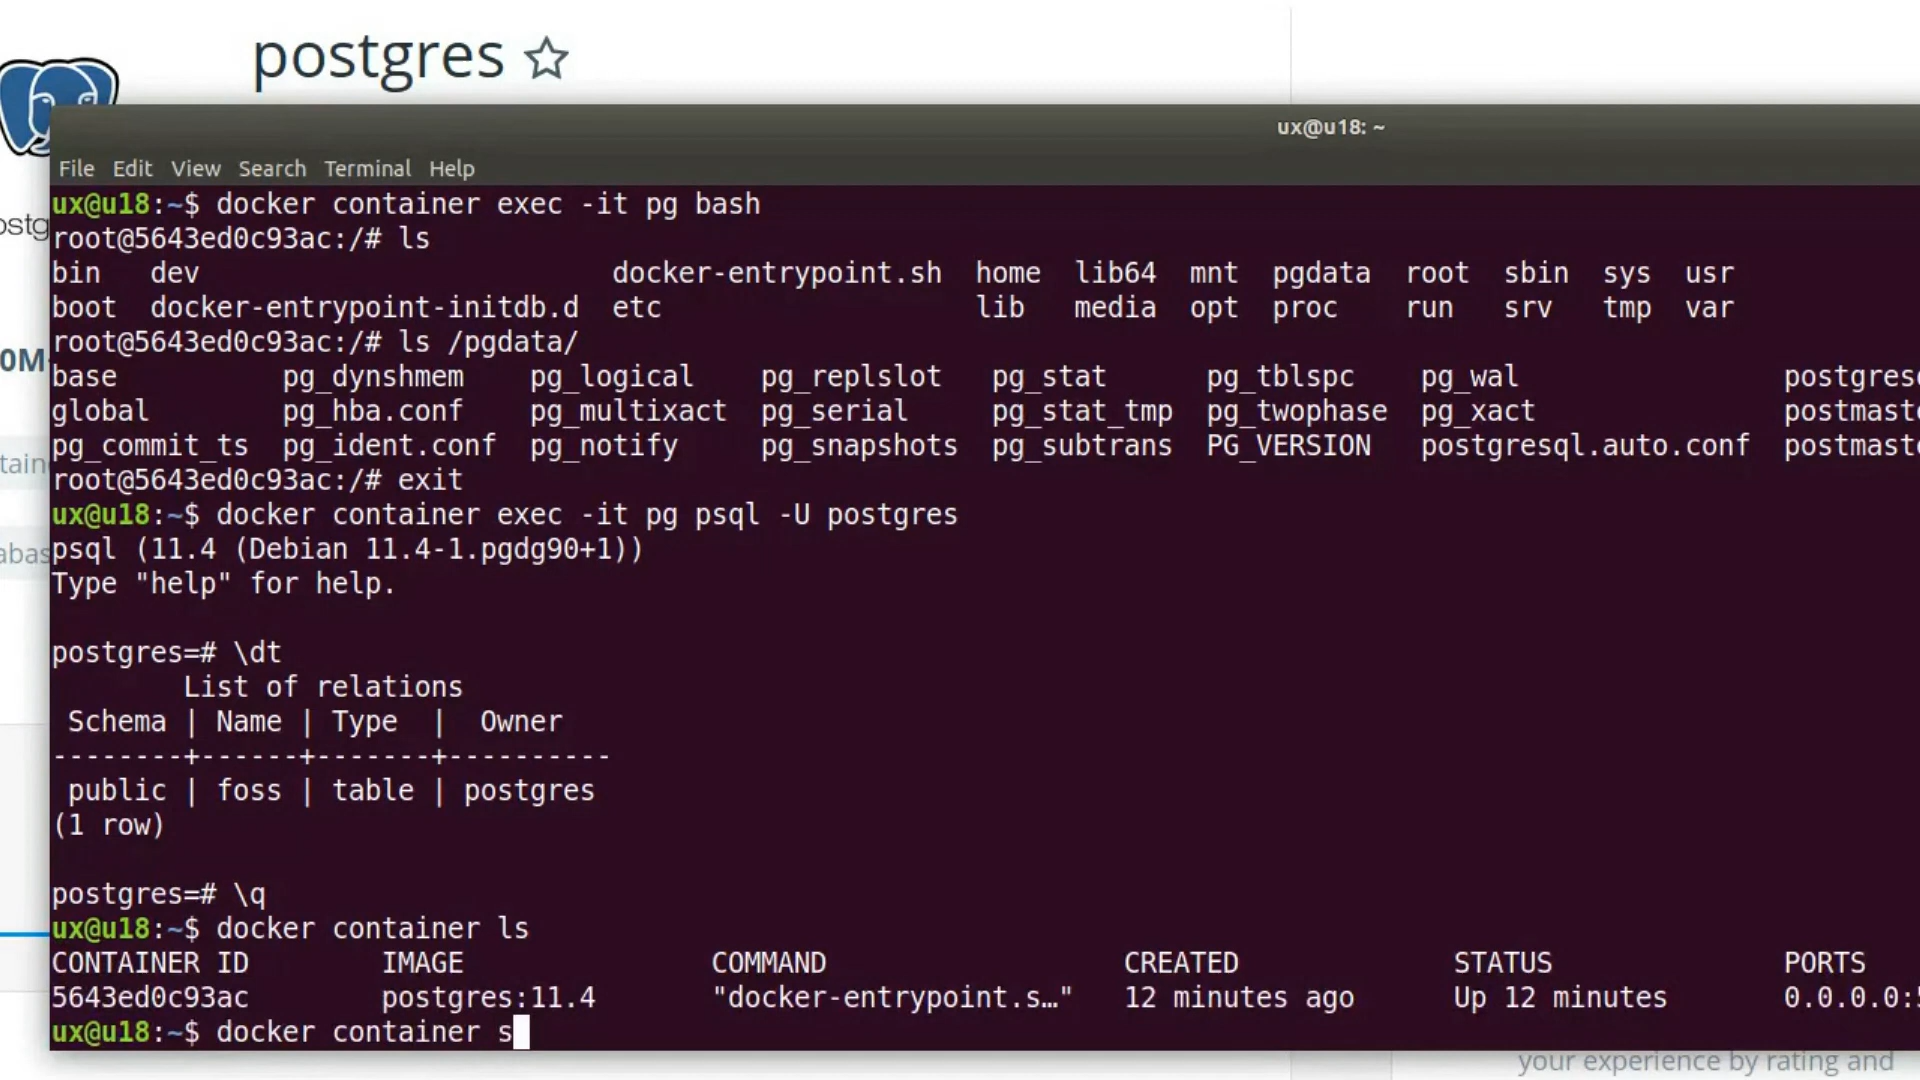 postgres
ux@u18: ~
File Edit View Search Terminal Help
ux@u18:~$ docker container exec -it pg bash
root@5643ed0c93ac:/# ls
bin dev docker-entrypoint.sh home lib64 mnt pgdata root sbin sys usr
boot docker-entrypoint-initdb.d etc lib media opt proc run srv tmp var
root@5643ed0c93ac:/# ls /pgdata/
base pg_dynshmem pg_logical pg_replslot pg_stat pg_tblspc pg_wal
global pg_hba.conf pg_multixact pg_serial pg_stat_tmp pg_twophase pg_xact
pg_commit_ts pg_ident.conf pg_notify pg_snapshots pg_subtrans PG_VERSION postgresql.auto.conf
root@5643ed0c93ac:/# exit
ux@u18:~$ docker container exec -it pg psql -U postgres
psql (11.4 (Debian 11.4-1.pgdg90+1))
Type "help" for help.
postgres=# \dt
List of relations
Schema | Name | Type | Owner
--------+------+-------+----------
public | foss | table | postgres
(1 row)
postgres=# \q
ux@u18:~$ docker container ls
CONTAINER ID IMAGE COMMAND CREATED STATUS PORTS
5643ed0c93ac postgres:11.4 "docker-entrypoint.s…" 12 minutes ago Up 12 minutes 0.0.0.0:
ux@u18:~$ docker container s
your experience by rating and